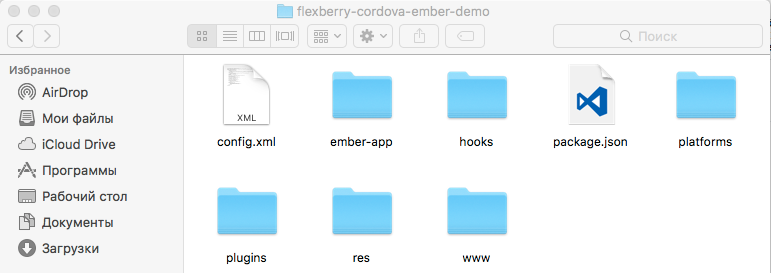 flexberry-cordova-ember-demo
Поиск
Избранное
AirDrop
Мои файлы
iCloud Drive
Программы
Рабочий стол
Документы
Загрузки
XML
config.xml
ember-app
hooks
package.json
platforms
plugins
res
www